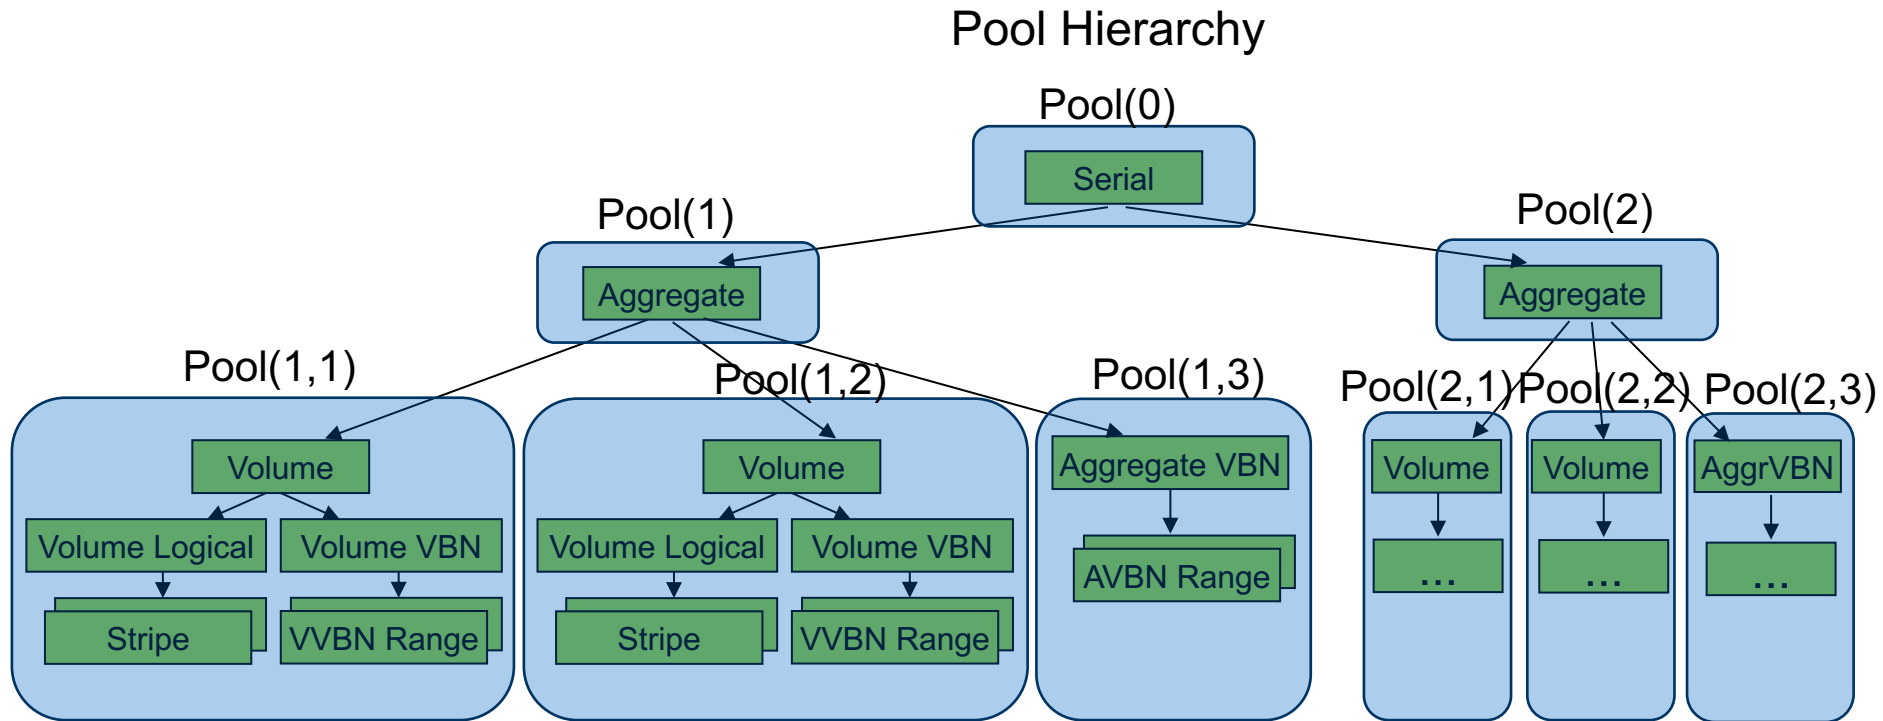 Pool Hierarchy
Pool(0)
Serial
Pool(1)
Aggregate
Pool(2)
Aggregate
Pool(1,1)
Volume
Volume Logical
Volume VBN
Stripe
VVBN Range
Pool(1,2)
Volume
Volume Logical
Volume VBN
Stripe
VVBN Range
Pool(1,3)
Aggregate VBN
AVBN Range
Pool(2,1)
Volume
...
Pool(2,2)
Volume
...
Pool(2,3)
AggrVBN
...